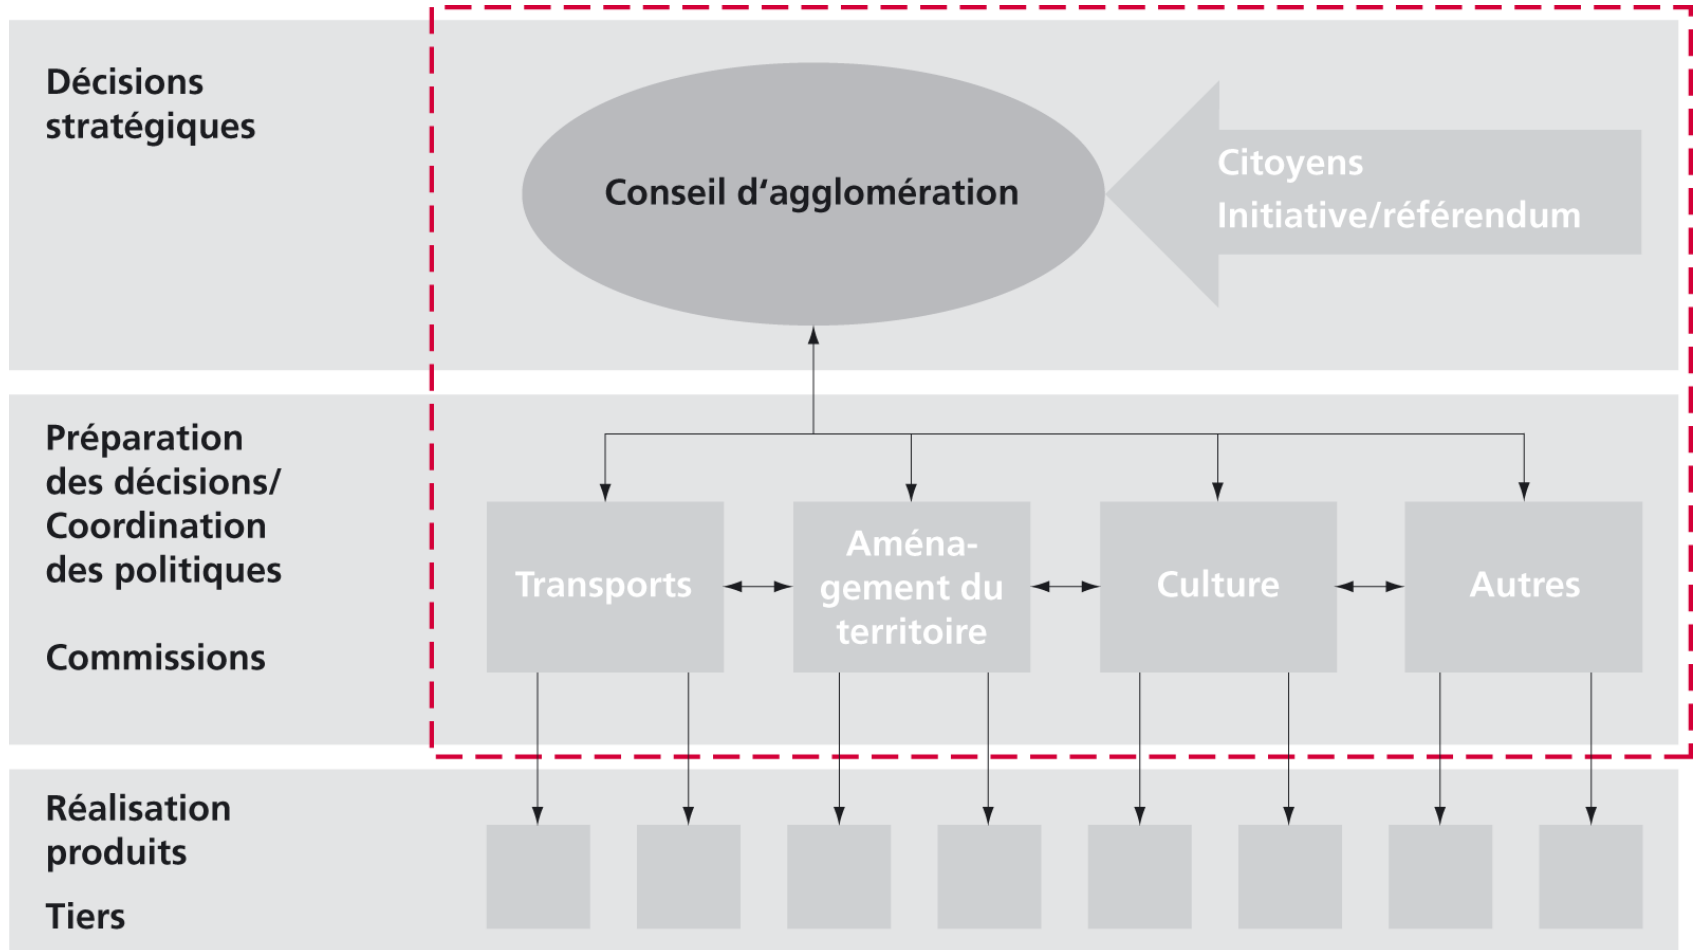 Décisions
stratégiques
Conseil d‘agglomération
Citoyens
Initiative/référendum
Préparation
des décisions/
Coordination
des politiques
Commissions
Transports
Aména-
gement du
territoire
Culture
Autres
Réalisation
produits
Tiers